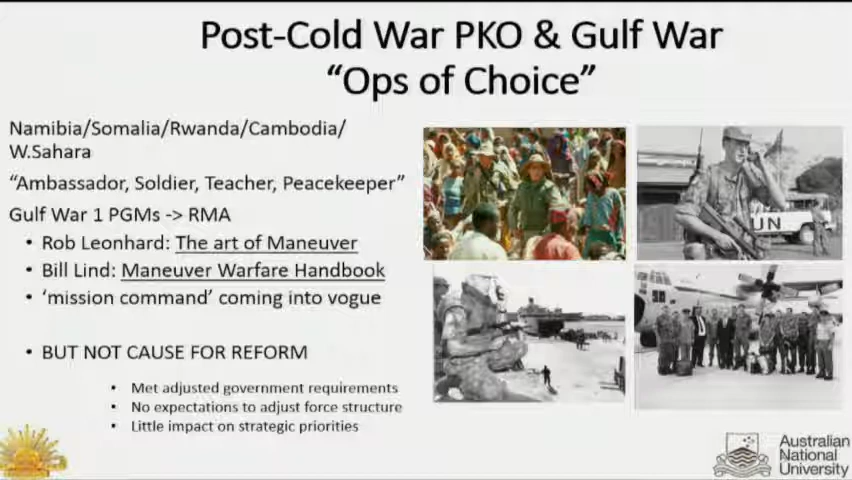 Post-Cold War PKO & Gulf War
“Ops of Choice”
Namibia/Somalia/Rwanda/Cambodia/
W.Sahara
“Ambassador, Soldier, Teacher, Peacekeeper”
Gulf War 1 PGMs -> RMA
• Rob Leonhard: The art of Maneuver
• Bill Lind: Maneuver Warfare Handbook
• ‘mission command’ coming into vogue
• BUT NOT CAUSE FOR REFORM
• Met adjusted government requirements
• No expectations to adjust force structure
• Little impact on strategic priorities
UN
Australian
National
University